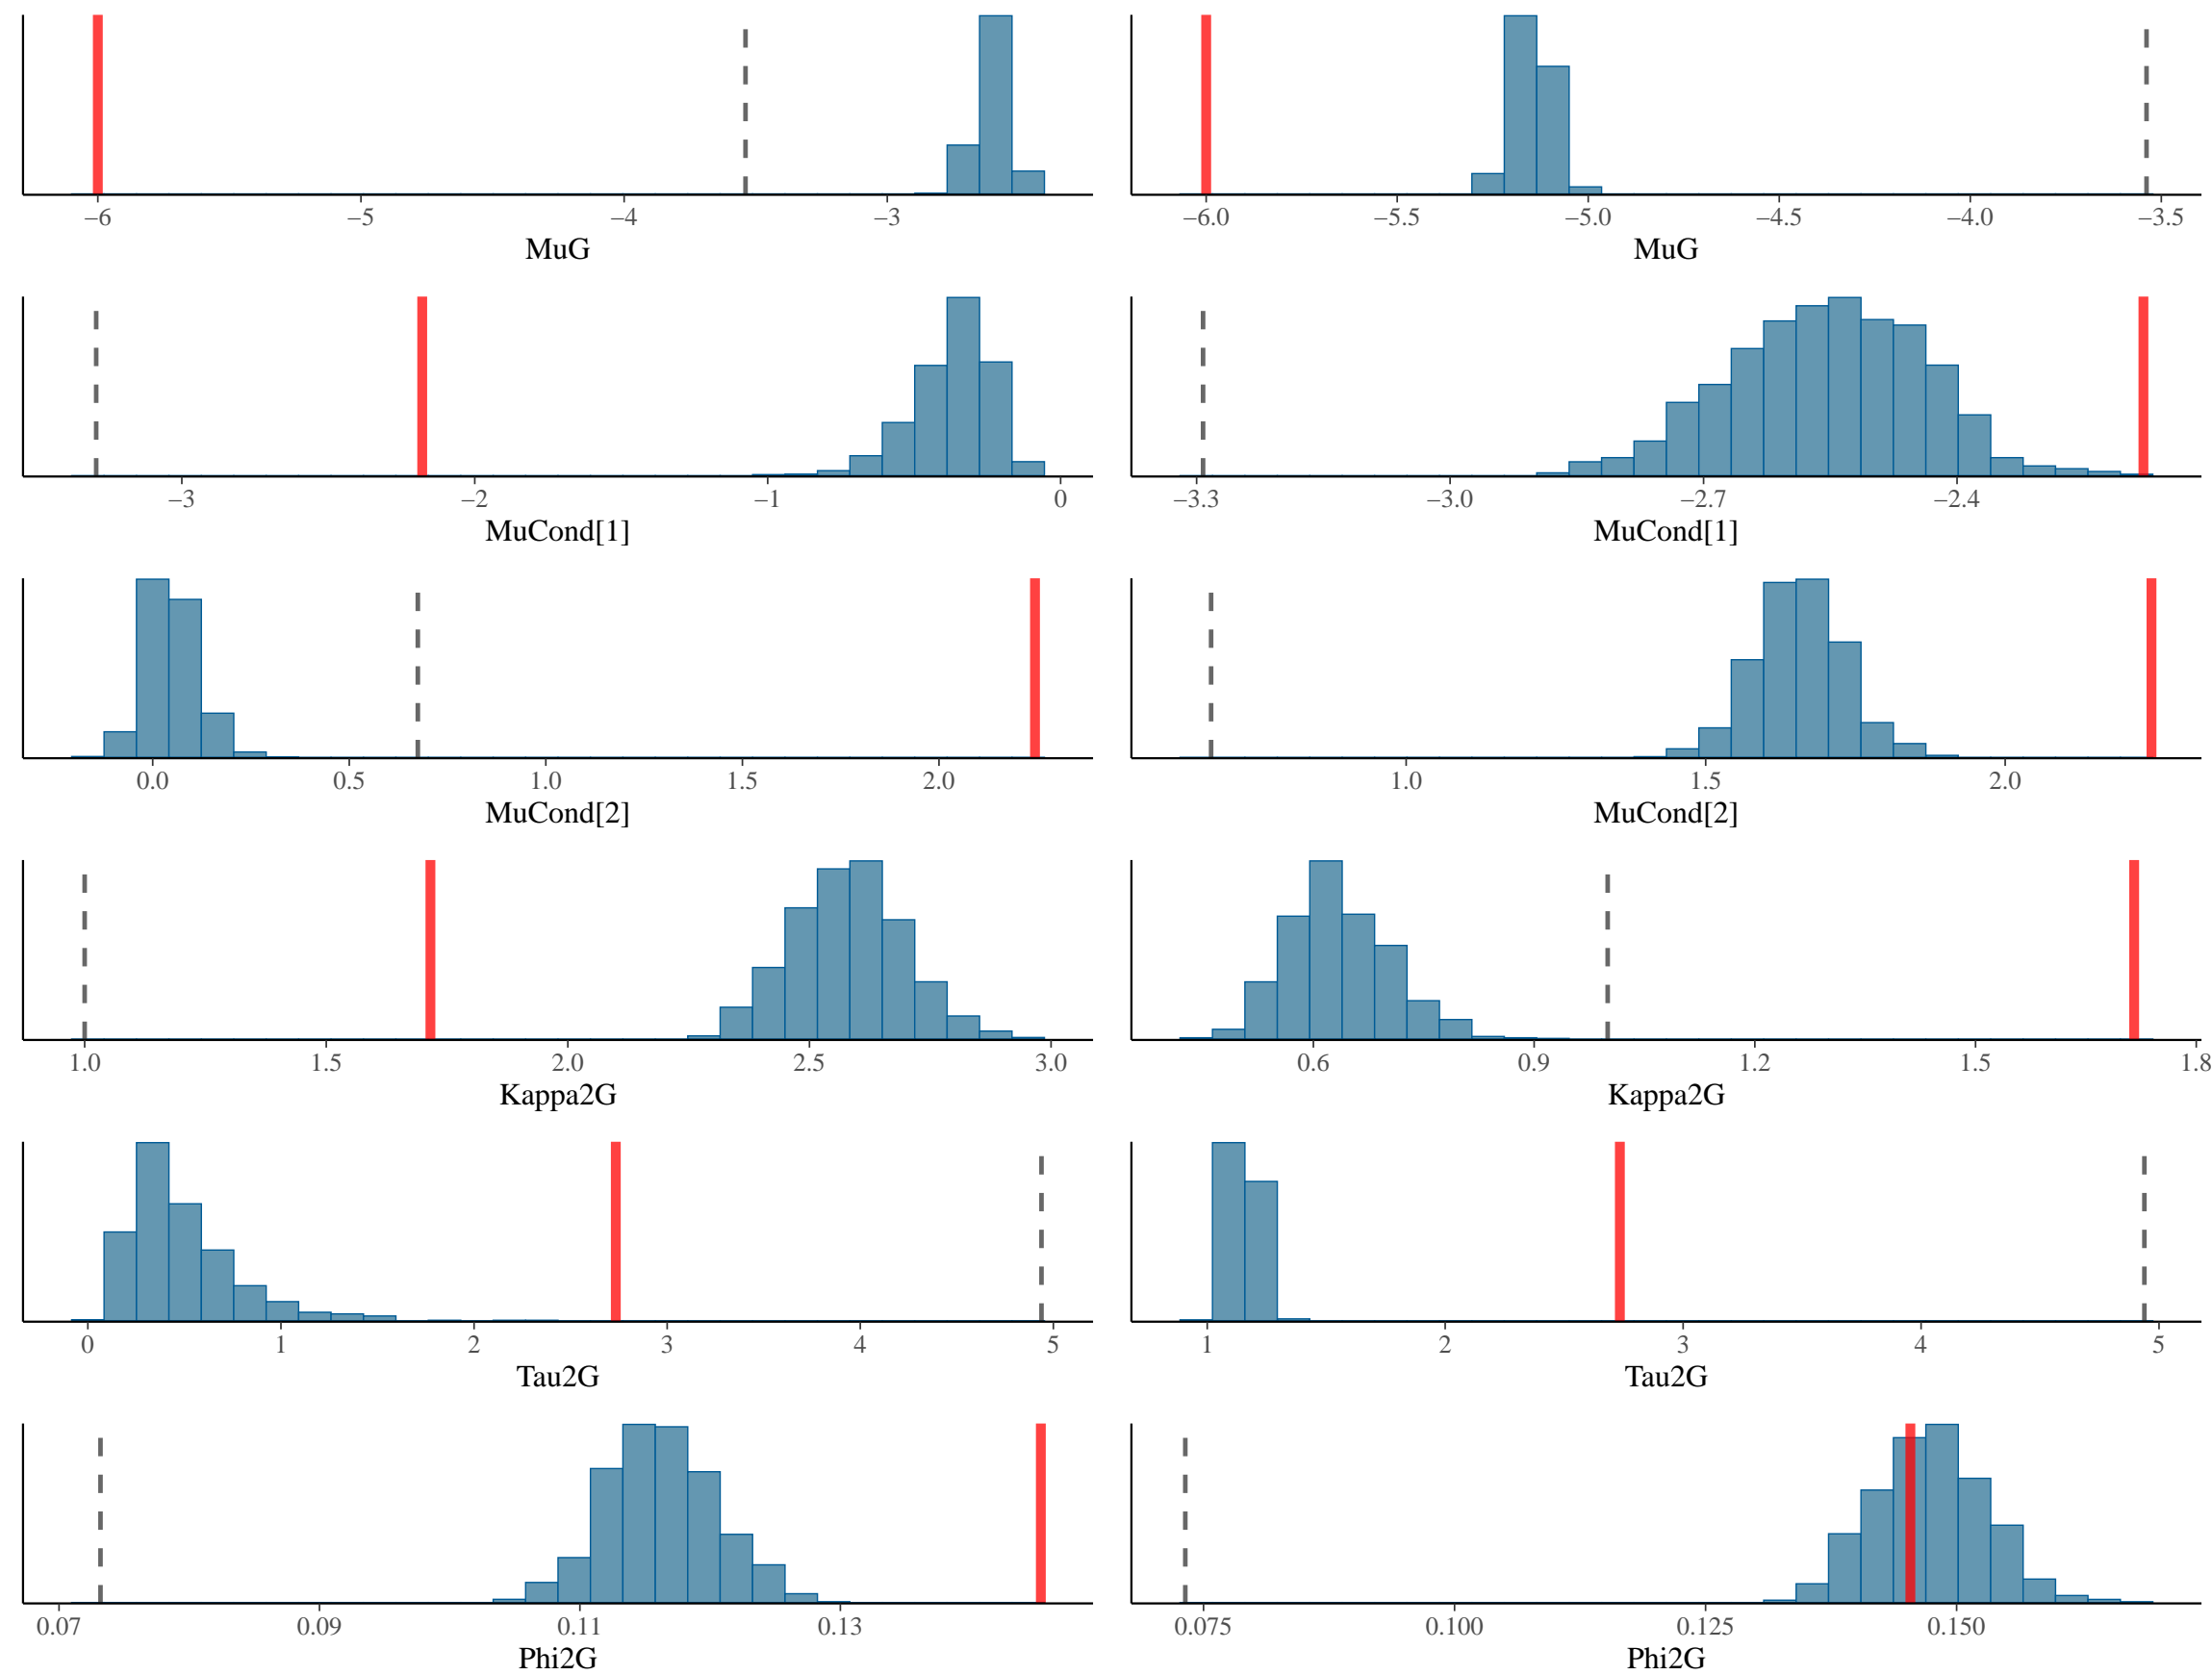 −6 −5 −4 −3
MuG
−6.0 −5.5 −5.0 −4.5 −4.0 −3.5
MuG
−3 −2 −1 0
MuCond[1]
−3.3 −3.0 −2.7 −2.4
MuCond[1]
0.0 0.5 1.0 1.5 2.0
MuCond[2]
1.0 1.5 2.0
MuCond[2]
1.0 1.5 2.0 2.5 3.0
Kappa2G
0.6 0.9 1.2 1.5 1.8
Kappa2G
0 1 2 3 4 5
Tau2G
1 2 3 4 5
Tau2G
0.07 0.09 0.11 0.13
Phi2G
0.075 0.100 0.125 0.150
Phi2G